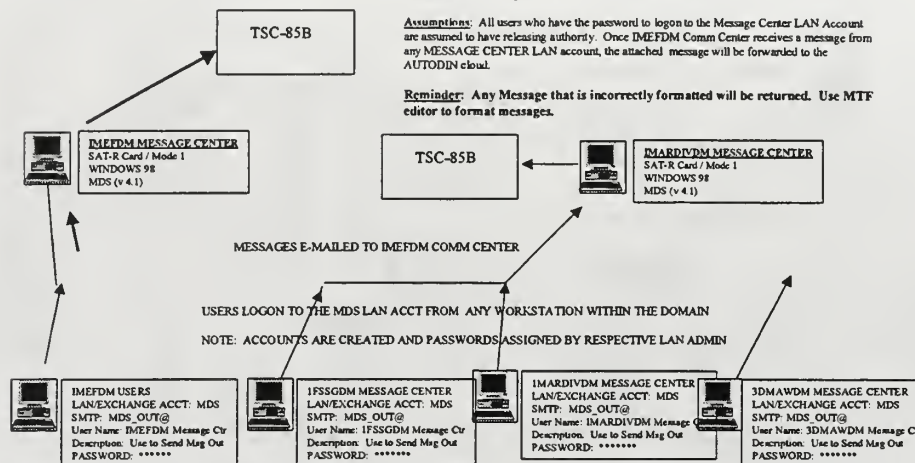 Assumptions: All users who have the password to logon to the Message Center LAN Account
are assumed to have releasing authority. Once IMEFDM Comm Center receives a message from
any MESSAGE CENTER LAN account, the attached message will be forwarded to the
AUTODIN cloud.
Reminder: Any Message that is incorrectly formatted will be returned. Use MTF
editor to format messages.
TSC-85B
IMEFDM MESSAGE CENTER
SAT-R Card / Mode 1
WINDOWS 98
MDS (v 4.1)
TSC-85B
IMARDIVDM MESSAGE CENTER
SAT-R Card / Mode 1
WINDOWS 98
MDS (v 4.1)
MESSAGES E-MAILED TO IMEFDM COMM CENTER
USERS LOGON TO THE MDS LAN ACCT FROM ANY WORKSTATION WITHIN THE DOMAIN
NOTE: ACCOUNTS ARE CREATED AND PASSWORDS ASSIGNED BY RESPECTIVE LAN ADMIN
IMEFDM USERS
LAN/EXCHANGE ACCT: MDS
SMTP: MDS_OUT@
User Name: IMEFDM Message Ctr
Description: Use to Send Msg Out
PASSWORD: *******
1FSSGDM MESSAGE CENTER
LAN/EXCHANGE ACCT: MDS
SMTP: MDS_OUT@
User Name: 1FSSGDM Message Ctr
Description: Use to Send Msg Out
PASSWORD: *******
1MARDIVDM MESSAGE CENTER
LAN/EXCHANGE ACCT: MDS
SMTP: MDS_OUT@
User Name: 1MARDIVDM Message
Description: Use to Send Msg Out
PASSWORD: *******
3DMAWDM MESSAGE CENTER
LAN/EXCHANGE ACCT: MDS
SMTP: MDS_OUT@
User Name: 3DMAWDM Message
Description: Use to Send Msg Out
PASSWORD: *******